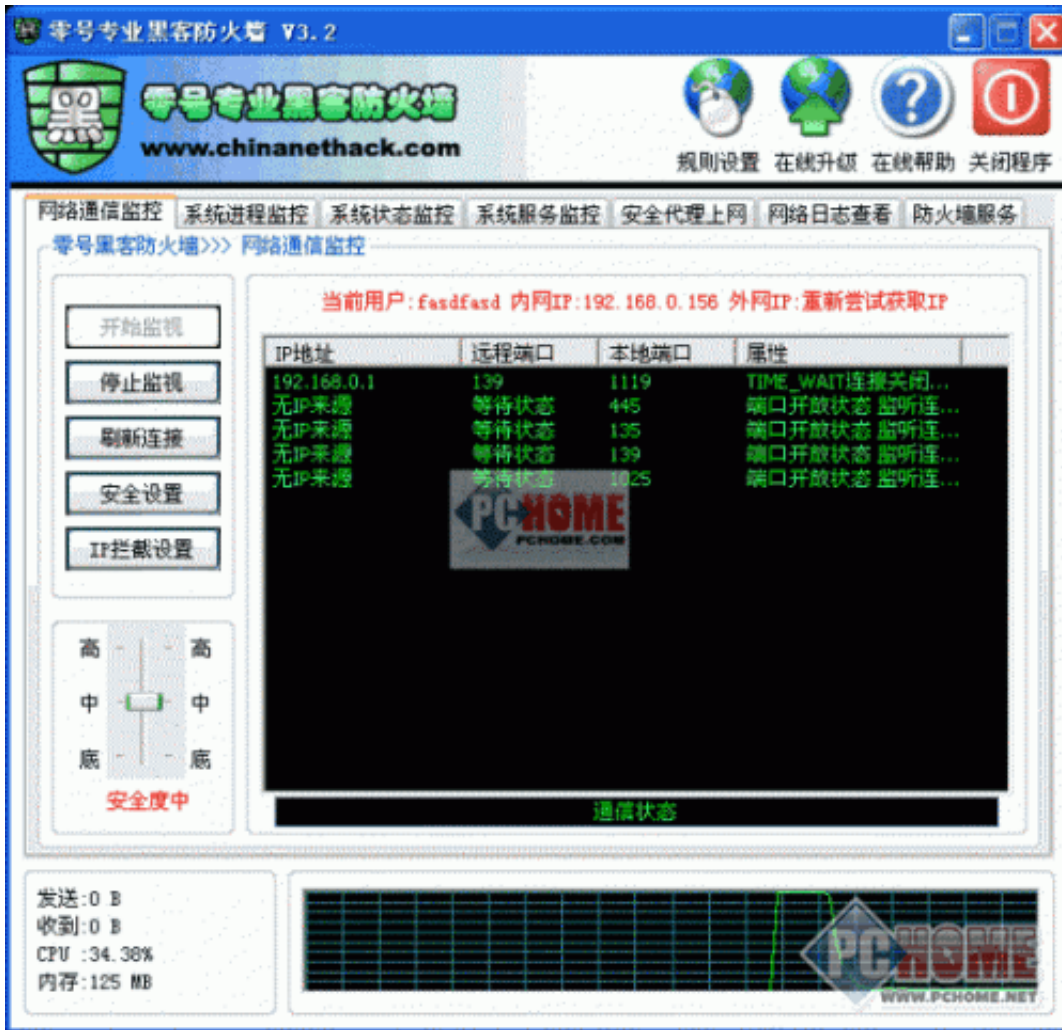 零号专业黑客防火墙 V3.2
零号专业黑客防火墙
www.chinanethack.com
规则设置 在线升级 在线帮助 关闭程序
网络通信监控 系统进程监控 系统状态监控 系统服务监控 安全代理上网 网络日志查看 防火墙服务
零号黑客防火墙>>> 网络通信监控
开始监视
停止监视
刷新连接
安全设置
IP拦截设置
当前用户:fasdfasd 内网IP:192.168.0.156 外网IP:重新尝试获取IP
IP地址 远程端口 本地端口 属性
192.168.0.1 139 1119 TIME_WAIT连接关闭...
无IP来源 等待状态 445 端口开放状态 监听连...
无IP来源 等待状态 135 端口开放状态 监听连...
无IP来源 等待状态 139 端口开放状态 监听连...
无IP来源 等待状态 1025 端口开放状态 监听连...
PCHOME
PCHOME.COM
高 高
中 中
底 底
安全度中
通信状态
发送:0 B
收到:0 B
CPU :34.38%
内存:125 MB
PCHOME
WWW.PCHOME.NET
黑